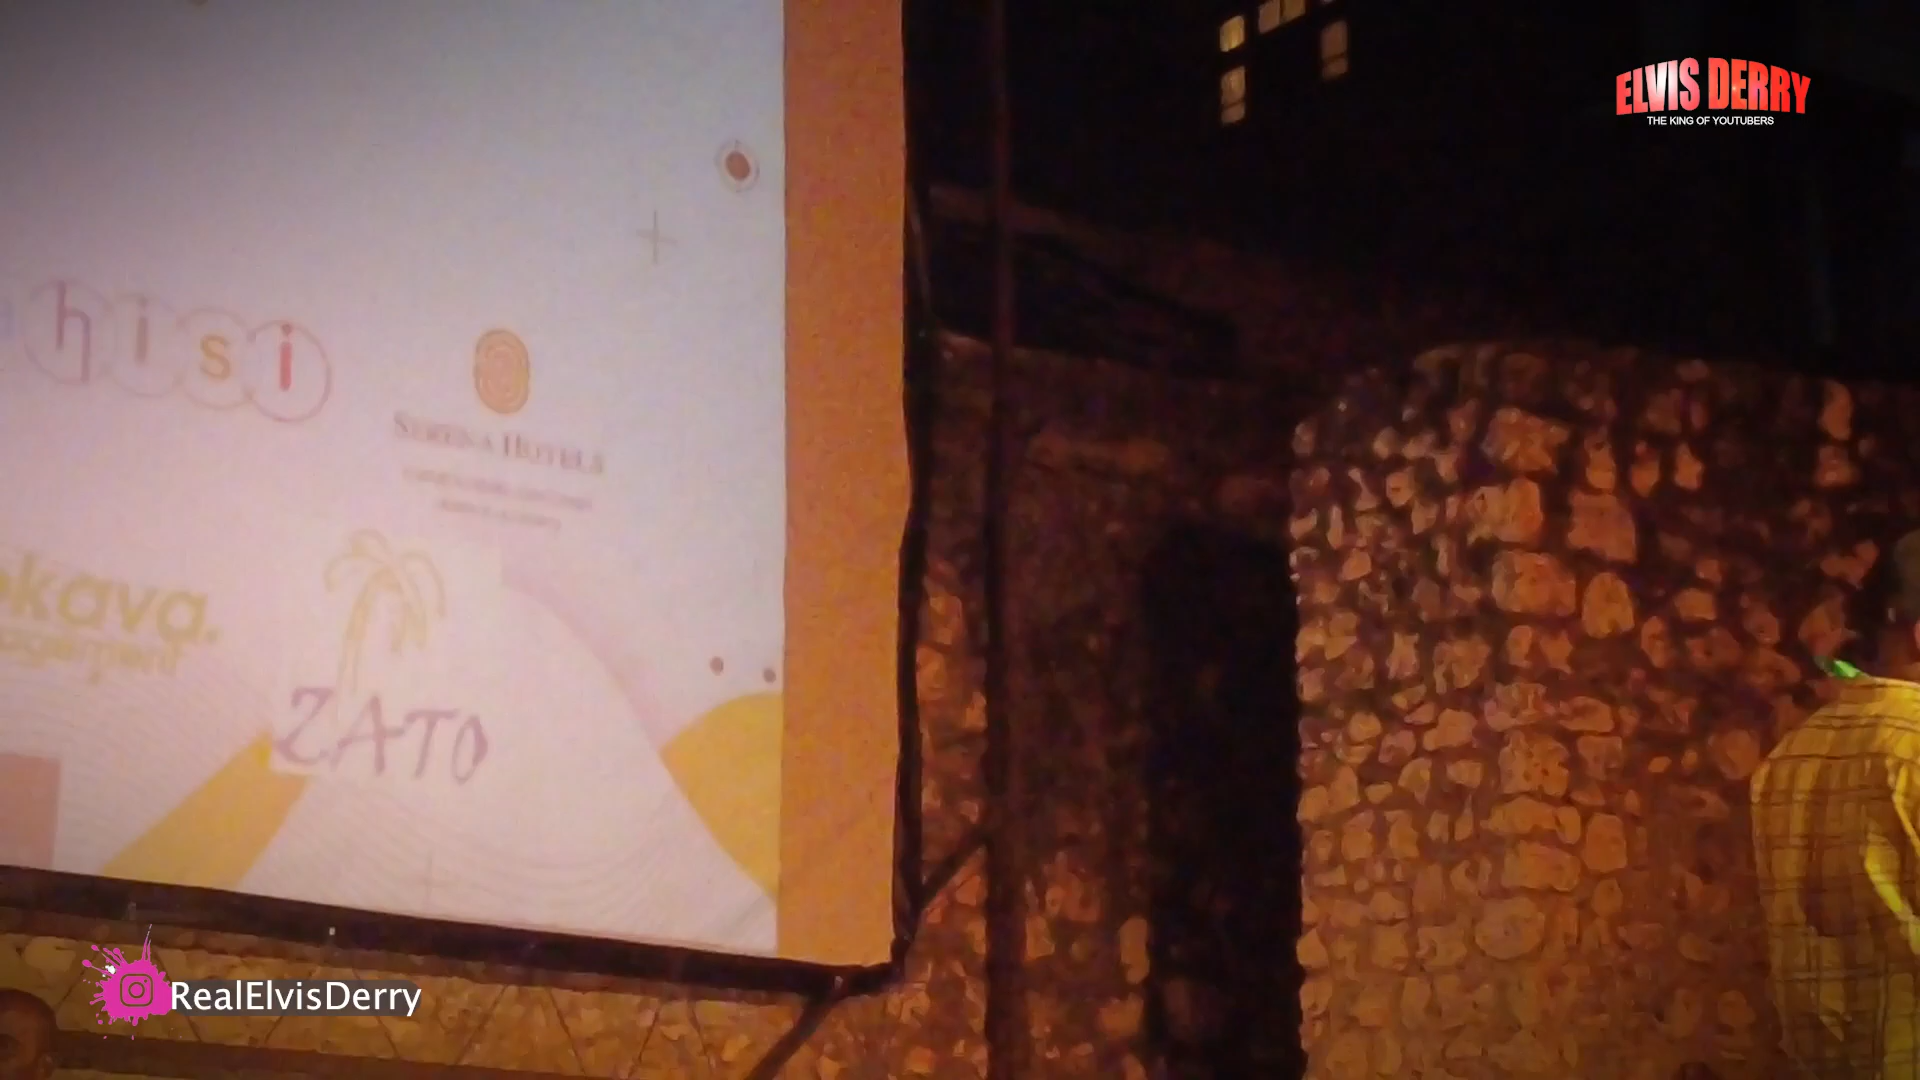 ELVIS DERRY
THE KING OF YOUTUBERS
hisi
SERENA HOTELS
kava.
ZATO
RealElvisDerry